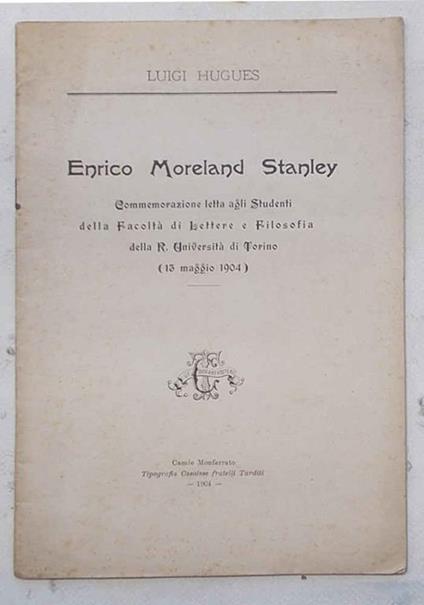 LUIGI HUGUES
Enrico Moreland Stanley
Commemorazione letta agli Studenti
della Facoltà di Lettere e Filosofia
della R. Università di Torino
(13 maggio 1904)
Casale Monferrato
Tipografia Casalese fratelli Tarditi
— 1904 —